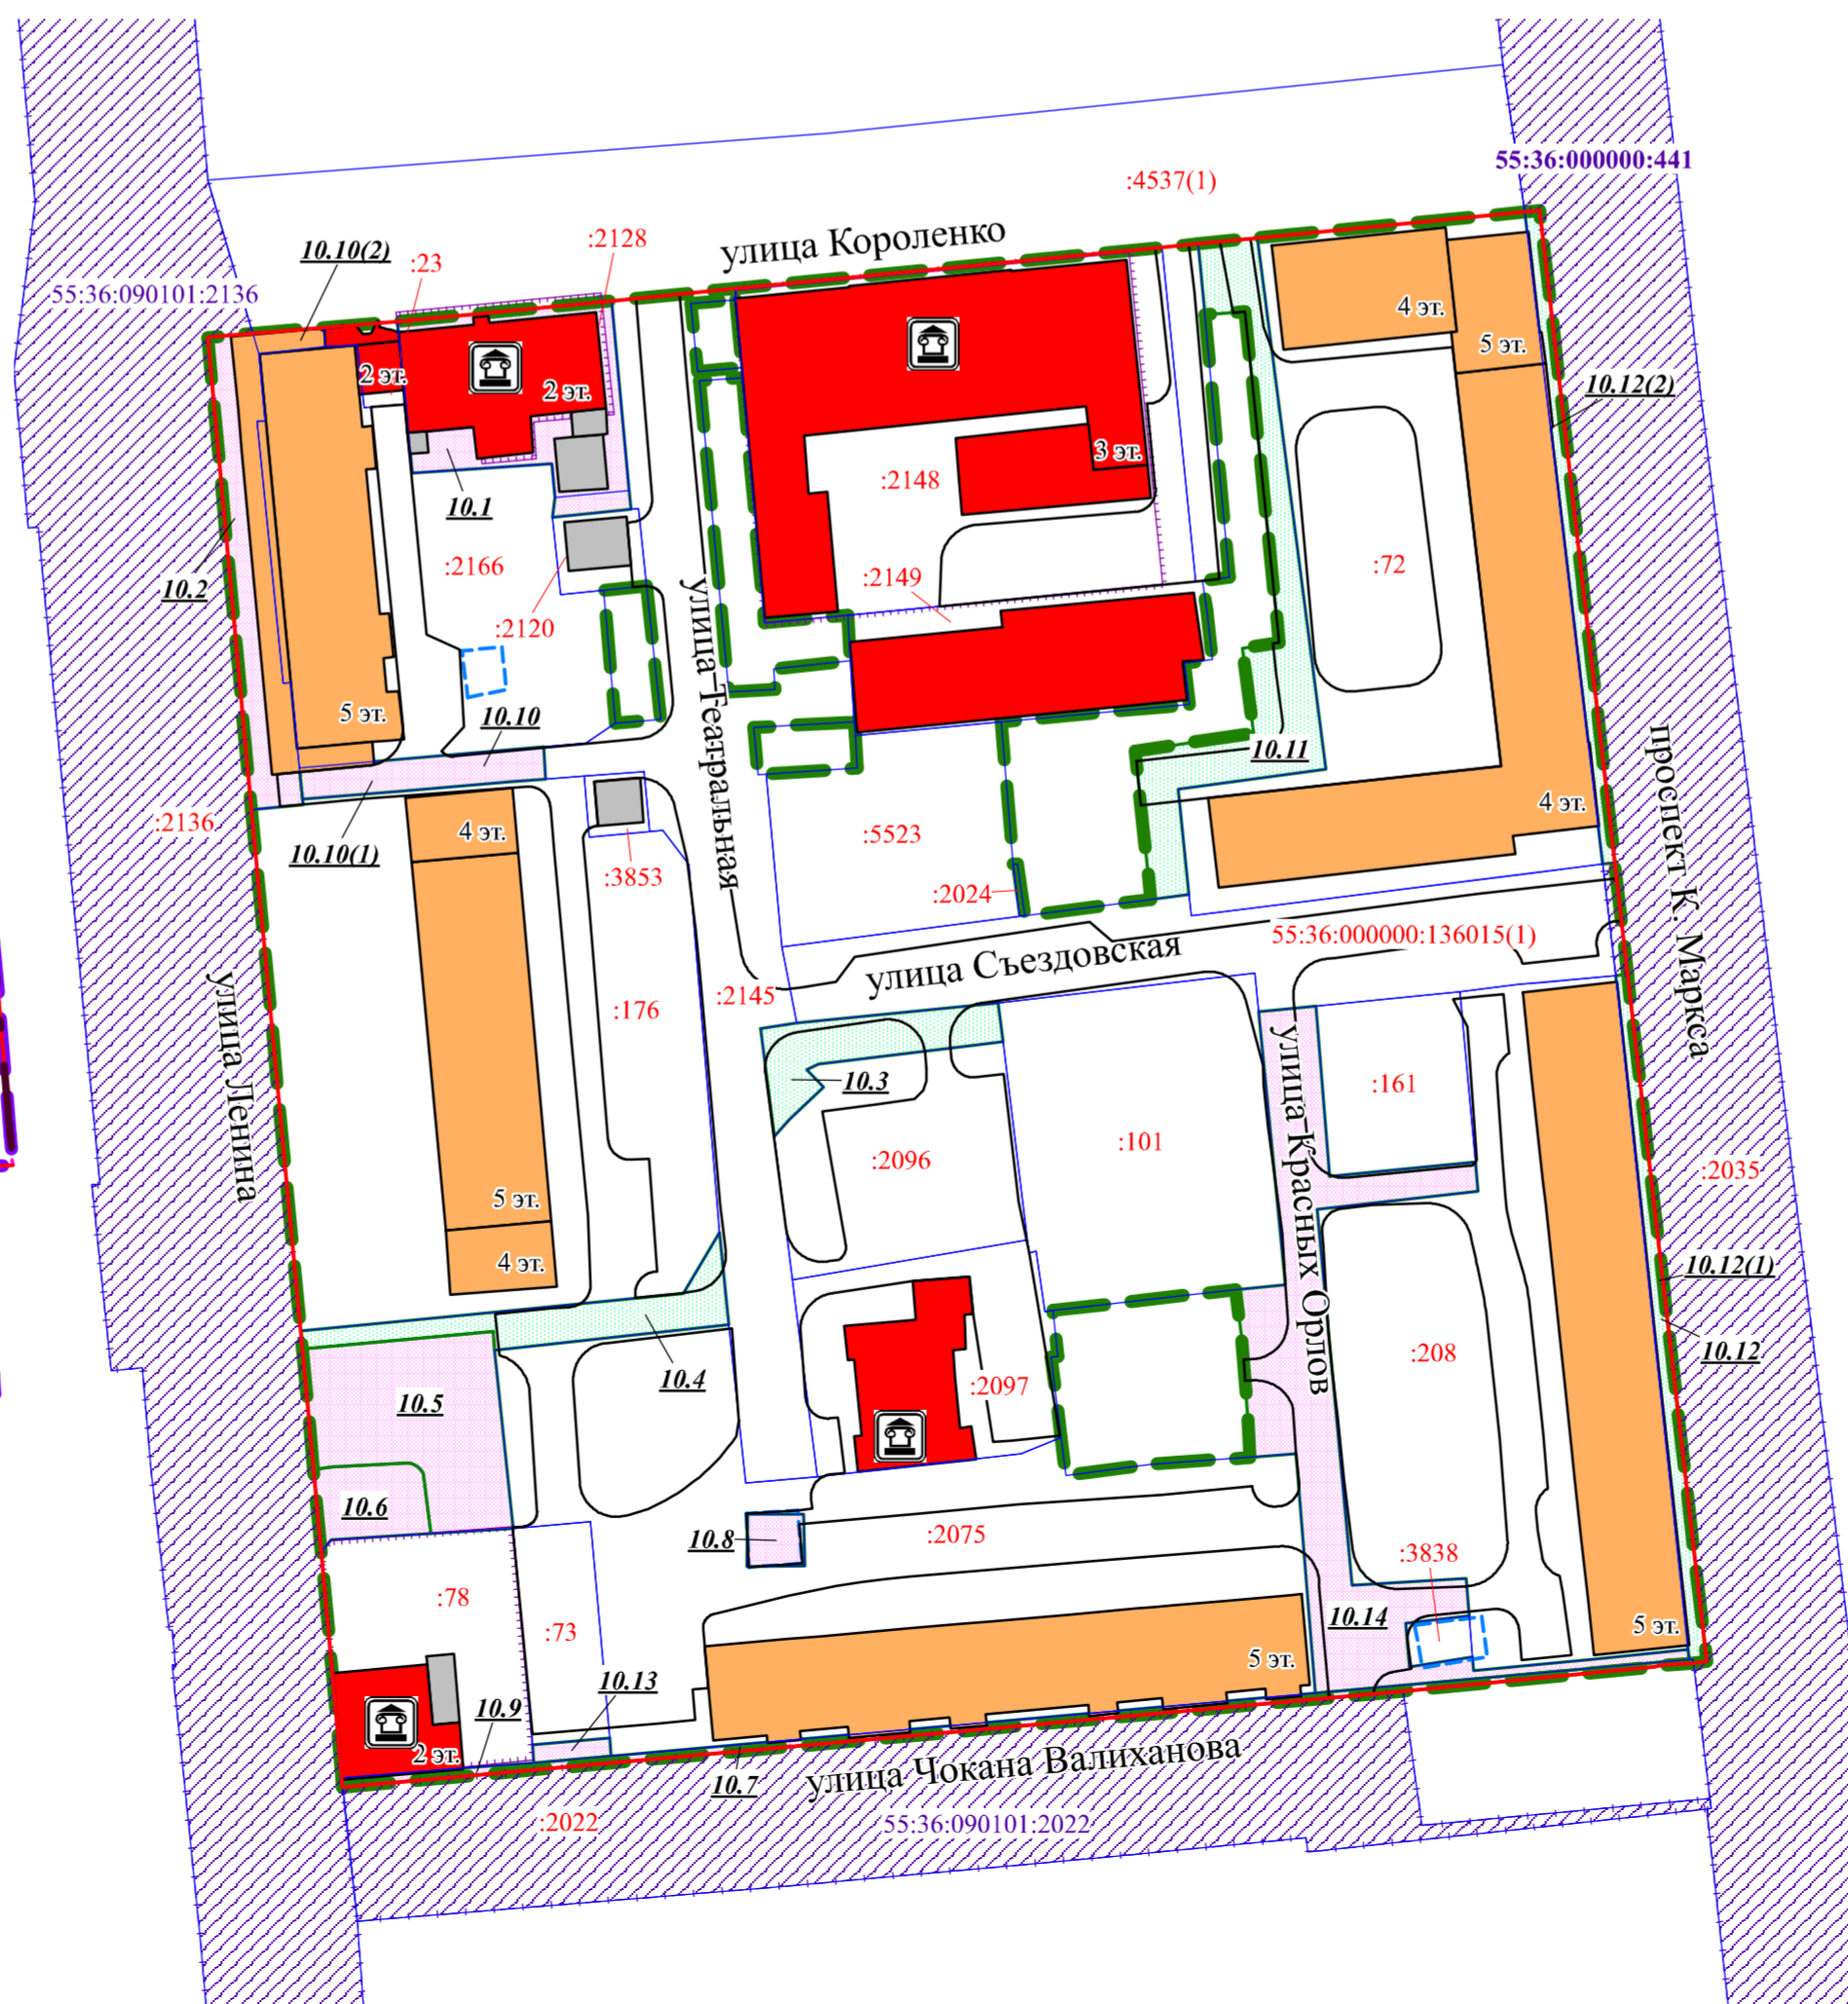 55:36:000000:441
:4537(1)
улица Короленко
:2128
10.10(2)
:23
55:36:090101:2136
4 эт.
5 эт.
2 эт.
2 эт.
10.12(2)
3 эт.
:2148
10.1
:2166
:72
:2149
10.2
:2120
улица Театральная
5 эт.
10.10
10.11
проспект К. Маркса
4 эт.
:2136
4 эт.
:5523
10.10(1)
:3853
:2024
55:36:000000:136015(1)
улица Съездовская
:2145
:176
улица Ленина
10.3
:161
:101
:2096
улица Красных Орлов
:2035
5 эт.
4 эт.
10.12(1)
10.12
:208
10.4
:2097
10.5
10.6
10.8
:2075
:3838
:78
10.14
:73
5 эт.
5 эт.
10.13
10.9
2 эт.
улица Чокана Валиханова
10.7
:2022
55:36:090101:2022